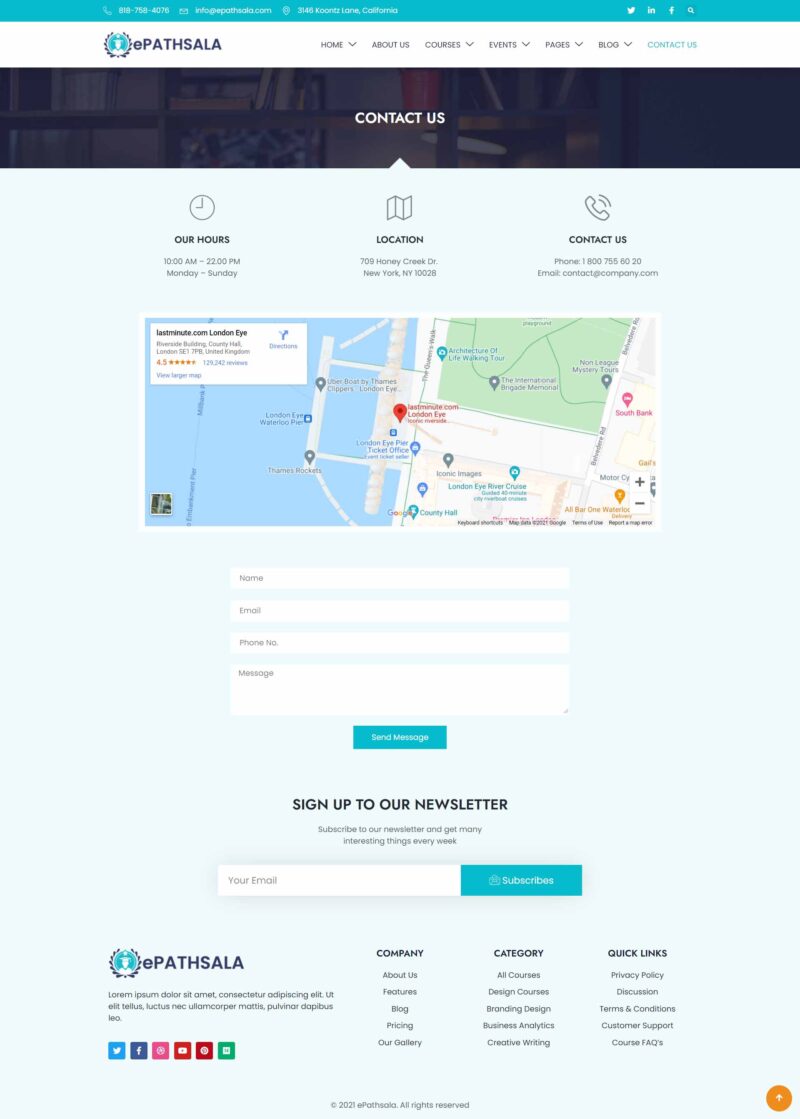 818-758-4076 info@epathsala.com 3146 Koontz Lane, California
ePATHSALA
HOME ABOUT US COURSES EVENTS PAGES BLOG CONTACT US
CONTACT US
OUR HOURS
10:00 AM – 22.00 PM
Monday – Sunday
LOCATION
709 Honey Creek Dr.
New York, NY 10028
CONTACT US
Phone: 1 800 755 60 20
Email: contact@company.com
lastminute.com London Eye
Riverside Building, County Hall,
London SE1 7PB, United Kingdom
4.5 129,242 reviews
View larger map
Directions
playground
Belvedere Rd
The Queen's Walk
Architecture Of
Life Walking Tour
Non-League
Mystery Tours
The International
Brigade Memorial
Uber Boat by Thames
Clippers - London Eye...
Millbank P
lastminute.com
London Eye
Iconic riverside...
South Bank
London Eye
Waterloo Pier
London Eye Pier
Ticket Office
Event ticket seller
Belvedere Rd
Thames Rockets
Iconic Images
Gail's
Motor Cy
London Eye River Cruise
Guided 40-minute
city riverboat cruises
Embankment Pier
All Bar One Waterloo
Delivery
County Hall
Premier Inn London
Google
Keyboard shortcuts Map data ©2021 Google Terms of Use Report a map error
Name
Email
Phone No.
Message
Send Message
SIGN UP TO OUR NEWSLETTER
Subscribe to our newsletter and get many
interesting things every week
Your Email
Subscribes
ePATHSALA
Lorem ipsum dolor sit amet, consectetur adipiscing elit. Ut
elit tellus, luctus nec ullamcorper mattis, pulvinar dapibus
leo.
COMPANY
About Us
Features
Blog
Pricing
Our Gallery
CATEGORY
All Courses
Design Courses
Branding Design
Business Analytics
Creative Writing
QUICK LINKS
Privacy Policy
Discussion
Terms & Conditions
Customer Support
Course FAQ's
© 2021 ePathsala. All rights reserved